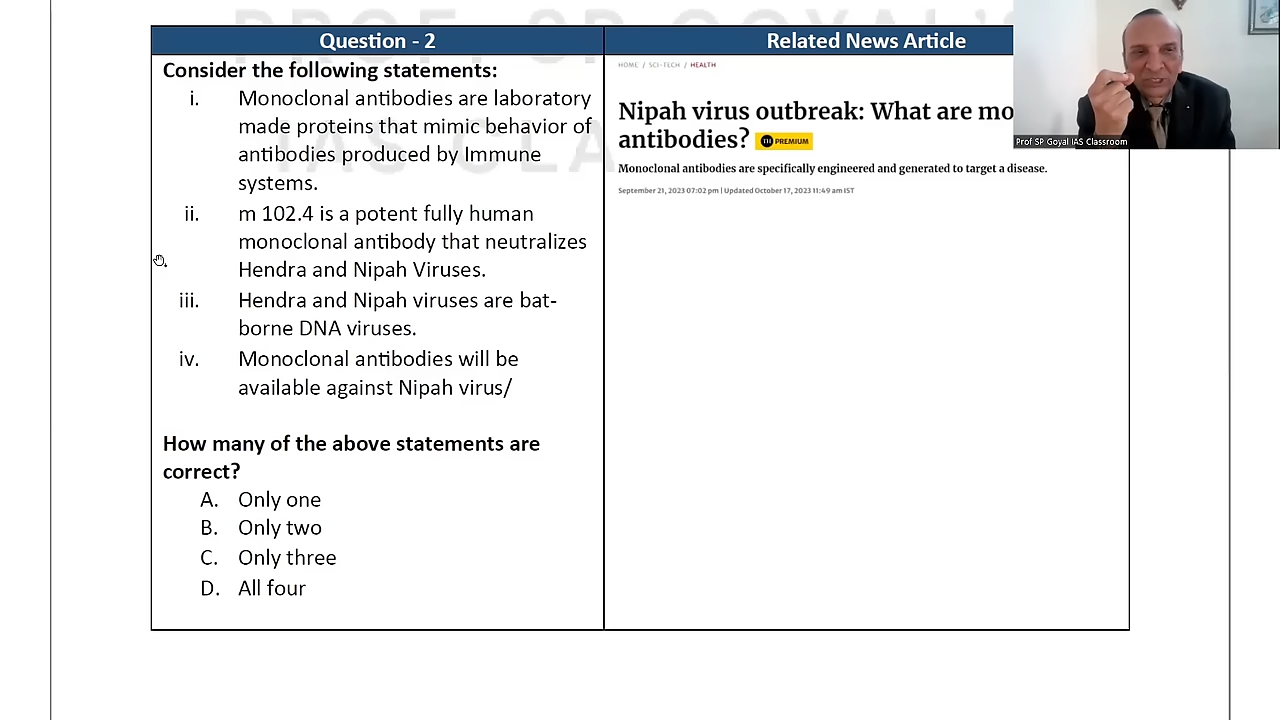 PROF. SP GOYAL'S
IAS CLA
Question - 2
Consider the following statements:
i. Monoclonal antibodies are laboratory
made proteins that mimic behavior of
antibodies produced by Immune
systems.
ii. m 102.4 is a potent fully human
monoclonal antibody that neutralizes
Hendra and Nipah Viruses.
iii. Hendra and Nipah viruses are bat-
borne DNA viruses.
iv. Monoclonal antibodies will be
available against Nipah virus/
How many of the above statements are
correct?
A. Only one
B. Only two
C. Only three
D. All four
Related News Article
HOME / SCI-TECH / HEALTH
Nipah virus outbreak: What are mo
antibodies? TH PREMIUM
Monoclonal antibodies are specifically engineered and generated to target a disease.
September 21, 2023 07:02 pm | Updated October 17, 2023 11:49 am IST
Prof SP Goyal IAS Classroom